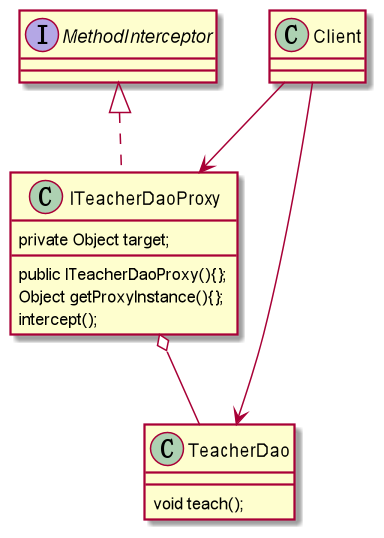 I MethodInterceptor
C Client
C ITeacherDaoProxy
private Object target;
public ITeacherDaoProxy(){};
Object getProxyInstance(){};
intercept();
C TeacherDao
void teach();